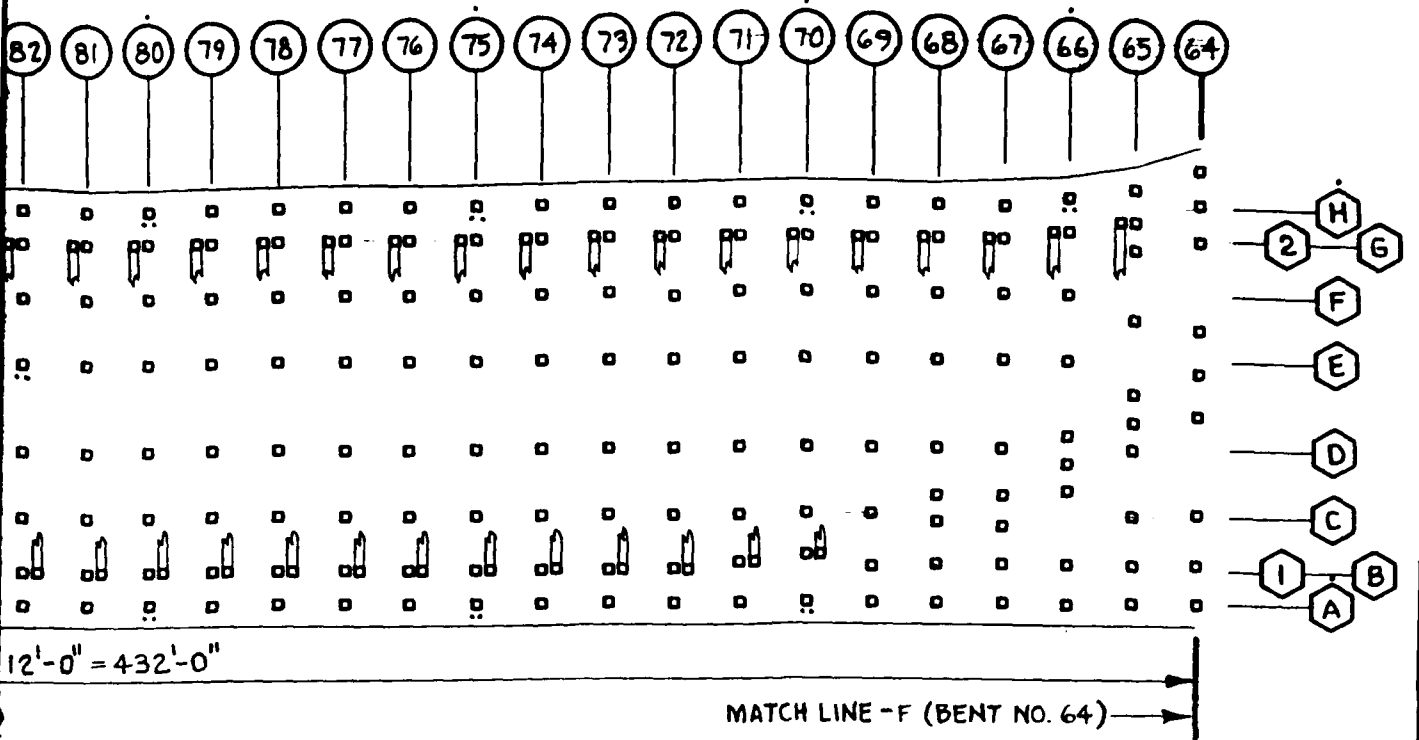 82 81 80 79 78 77 76 75 74 73 72 71 70 69 68 67 66 65 64
H
2 G
F
E
D
C
1 B
A
12'-0" = 432'-0"
MATCH LINE - F (BENT NO. 64)